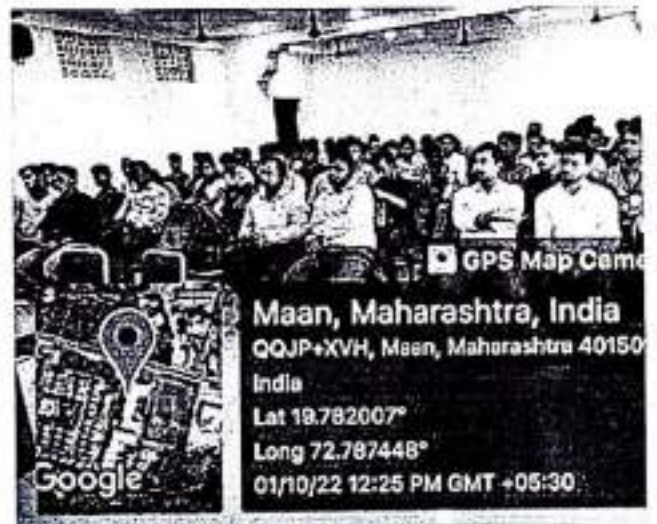 GPS Map Came
Maan, Maharashtra, India
QQJP+XVH, Maan, Maharashtra 40150
India
Lat 19.782007°
Long 72.787448°
01/10/22 12:25 PM GMT +05:30
Google